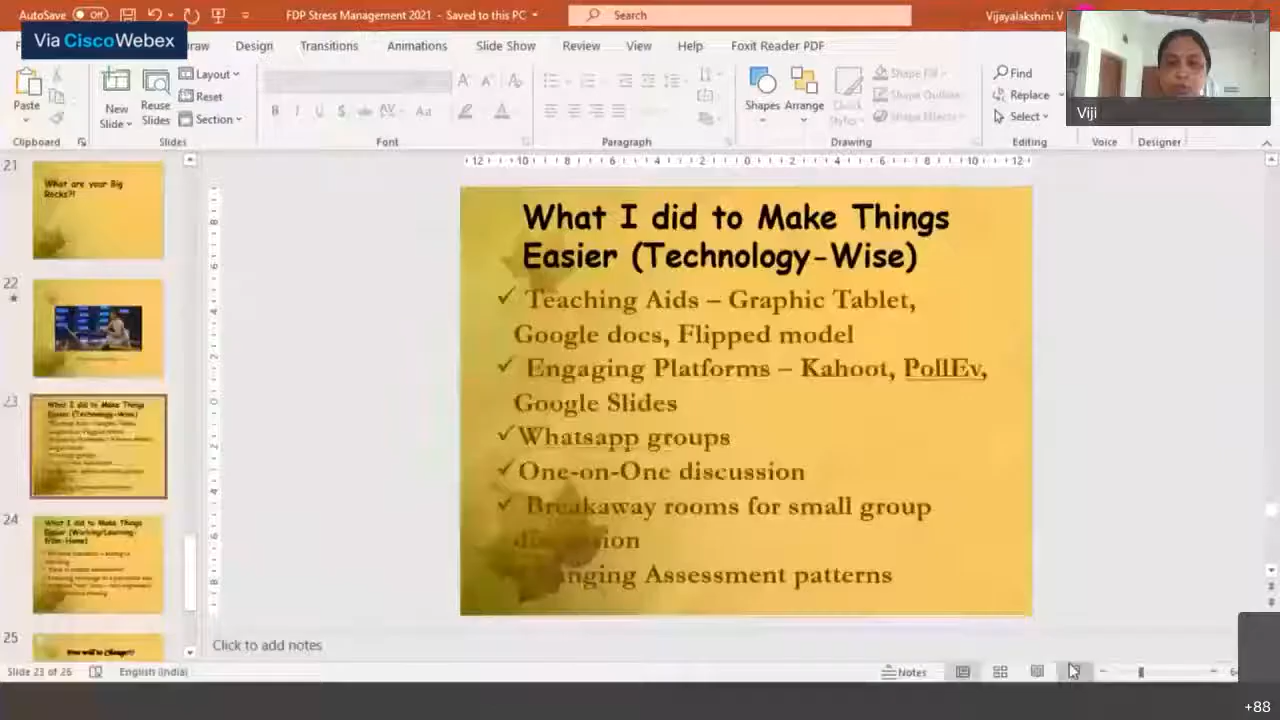 AutoSave Off
FDP Stress Management 2021 - Saved to this PC
Search
Vijayalakshmi V
Via CiscoWebex
Design
Transitions
Animations
Slide Show
Review
View
Help
Foxit Reader PDF
Viji
Paste
New Slide
Reuse Slides
Layout
Reset
Section
Shapes
Arrange
Quick Styles
Shape Fill
Shape Outline
Shape Effects
Find
Replace
Select
Clipboard
Slides
Font
Paragraph
Drawing
Editing
Voice
Designer
21
What are your Big
Rocks?!
22
23
What I did to Make Things
Easier (Technology-Wise)
24
What I did to Make Things
Easier (Working/Learning-
from-Home)
25
What I did to Make Things
Easier (Technology-Wise)
✓ Teaching Aids – Graphic Tablet,
Google docs, Flipped model
✓ Engaging Platforms – Kahoot, PollEv,
Google Slides
✓ Whatsapp groups
✓ One-on-One discussion
✓ Breakaway rooms for small group
discussion
Changing Assessment patterns
Click to add notes
Slide 23 of 26
English (India)
Notes
+88